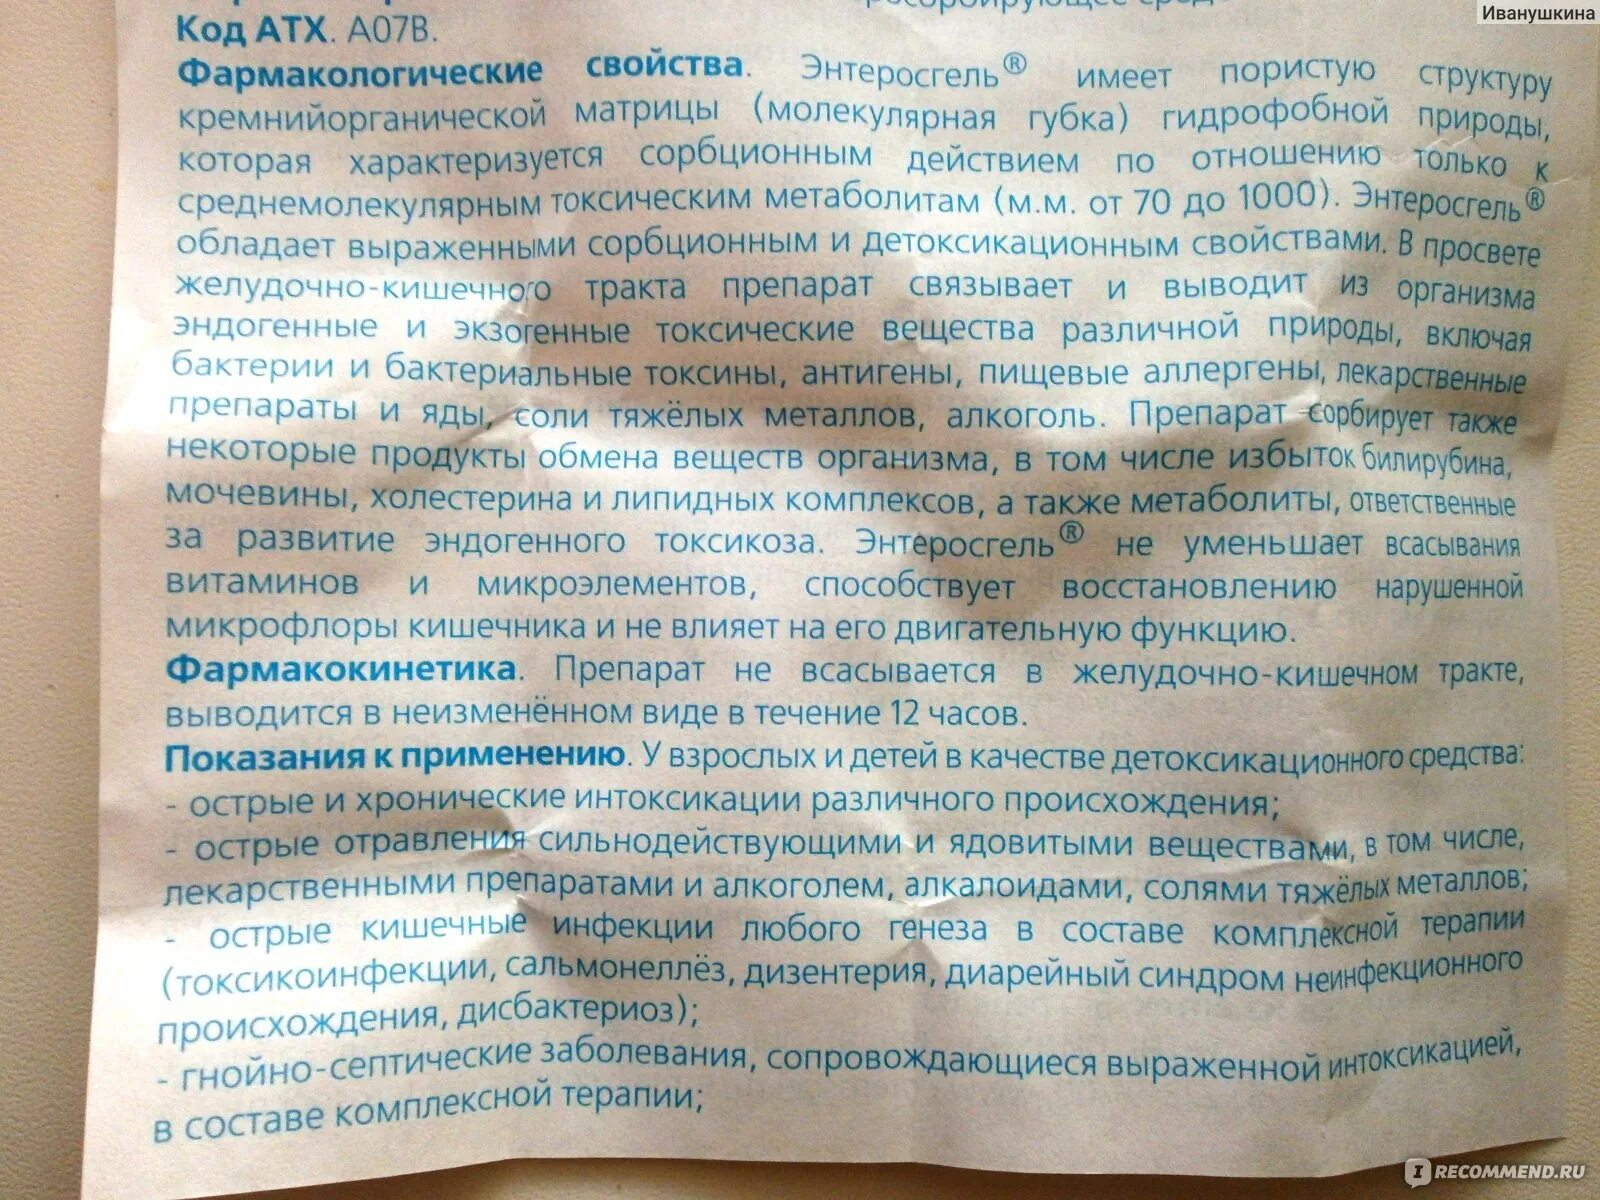 Иванушкина
Код АТХ. A07B.
Фармакологические свойства. Энтеросгель® имеет пористую структуру
кремнийорганической матрицы (молекулярная губка) гидрофобной природы,
которая характеризуется сорбционным действием по отношению только к
среднемолекулярным токсическим метаболитам (м.м. от 70 до 1000). Энтеросгель®
обладает выраженными сорбционным и детоксикационным свойствами. В просвете
желудочно-кишечного тракта препарат связывает и выводит из организма
эндогенные и экзогенные токсические вещества различной природы, включая
бактерии и бактериальные токсины, антигены, пищевые аллергены, лекарственные
препараты и яды, соли тяжёлых металлов, алкоголь. Препарат сорбирует также
некоторые продукты обмена веществ организма, в том числе избыток билирубина,
мочевины, холестерина и липидных комплексов, а также метаболиты, ответственные
за развитие эндогенного токсикоза. Энтеросгель® не уменьшает всасывания
витаминов и микроэлементов, способствует восстановлению нарушенной
микрофлоры кишечника и не влияет на его двигательную функцию.
Фармакокинетика. Препарат не всасывается в желудочно-кишечном тракте,
выводится в неизменённом виде в течение 12 часов.
Показания к применению. У взрослых и детей в качестве детоксикационного средства:
- острые и хронические интоксикации различного происхождения;
- острые отравления сильнодействующими и ядовитыми веществами, в том числе,
лекарственными препаратами и алкоголем, алкалоидами, солями тяжёлых металлов;
- острые кишечные инфекции любого генеза в составе комплексной терапии
(токсикоинфекции, сальмонеллёз, дизентерия, диарейный синдром неинфекционного
происхождения, дисбактериоз);
- гнойно-септические заболевания, сопровождающиеся выраженной интоксикацией,
в составе комплексной терапии;
IRECOMMEND.RU